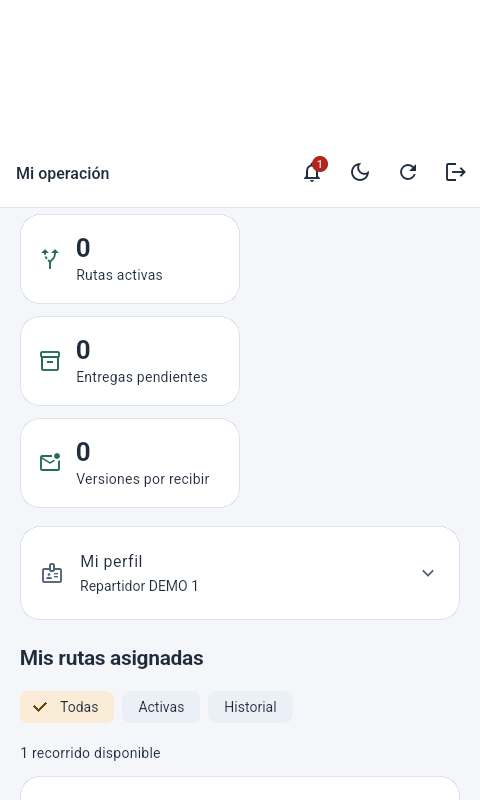 Mi operación
1
0
Rutas activas
0
Entregas pendientes
0
Versiones por recibir
Mi perfil
Repartidor DEMO 1
Mis rutas asignadas
Todas
Activas
Historial
1 recorrido disponible